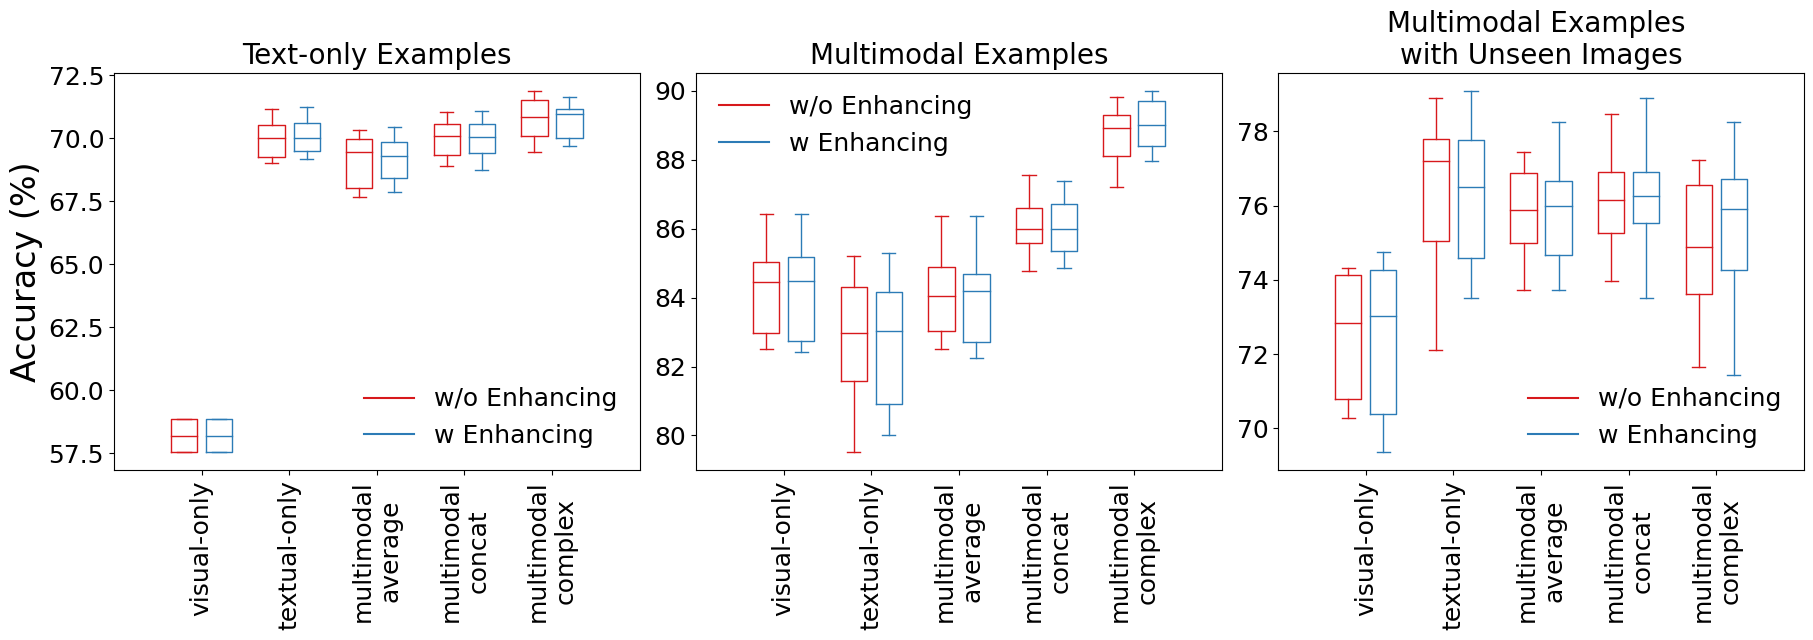 Text-only Examples
72.5
70.0
67.5
65.0
62.5
60.0
57.5
Accuracy (%)
w/o Enhancing
w Enhancing
visual-only
textual-only
multimodal
average
multimodal
concat
multimodal
complex
Multimodal Examples
90
88
86
84
82
80
w/o Enhancing
w Enhancing
visual-only
textual-only
multimodal
average
multimodal
concat
multimodal
complex
Multimodal Examples
with Unseen Images
78
76
74
72
70
w/o Enhancing
w Enhancing
visual-only
textual-only
multimodal
average
multimodal
concat
multimodal
complex